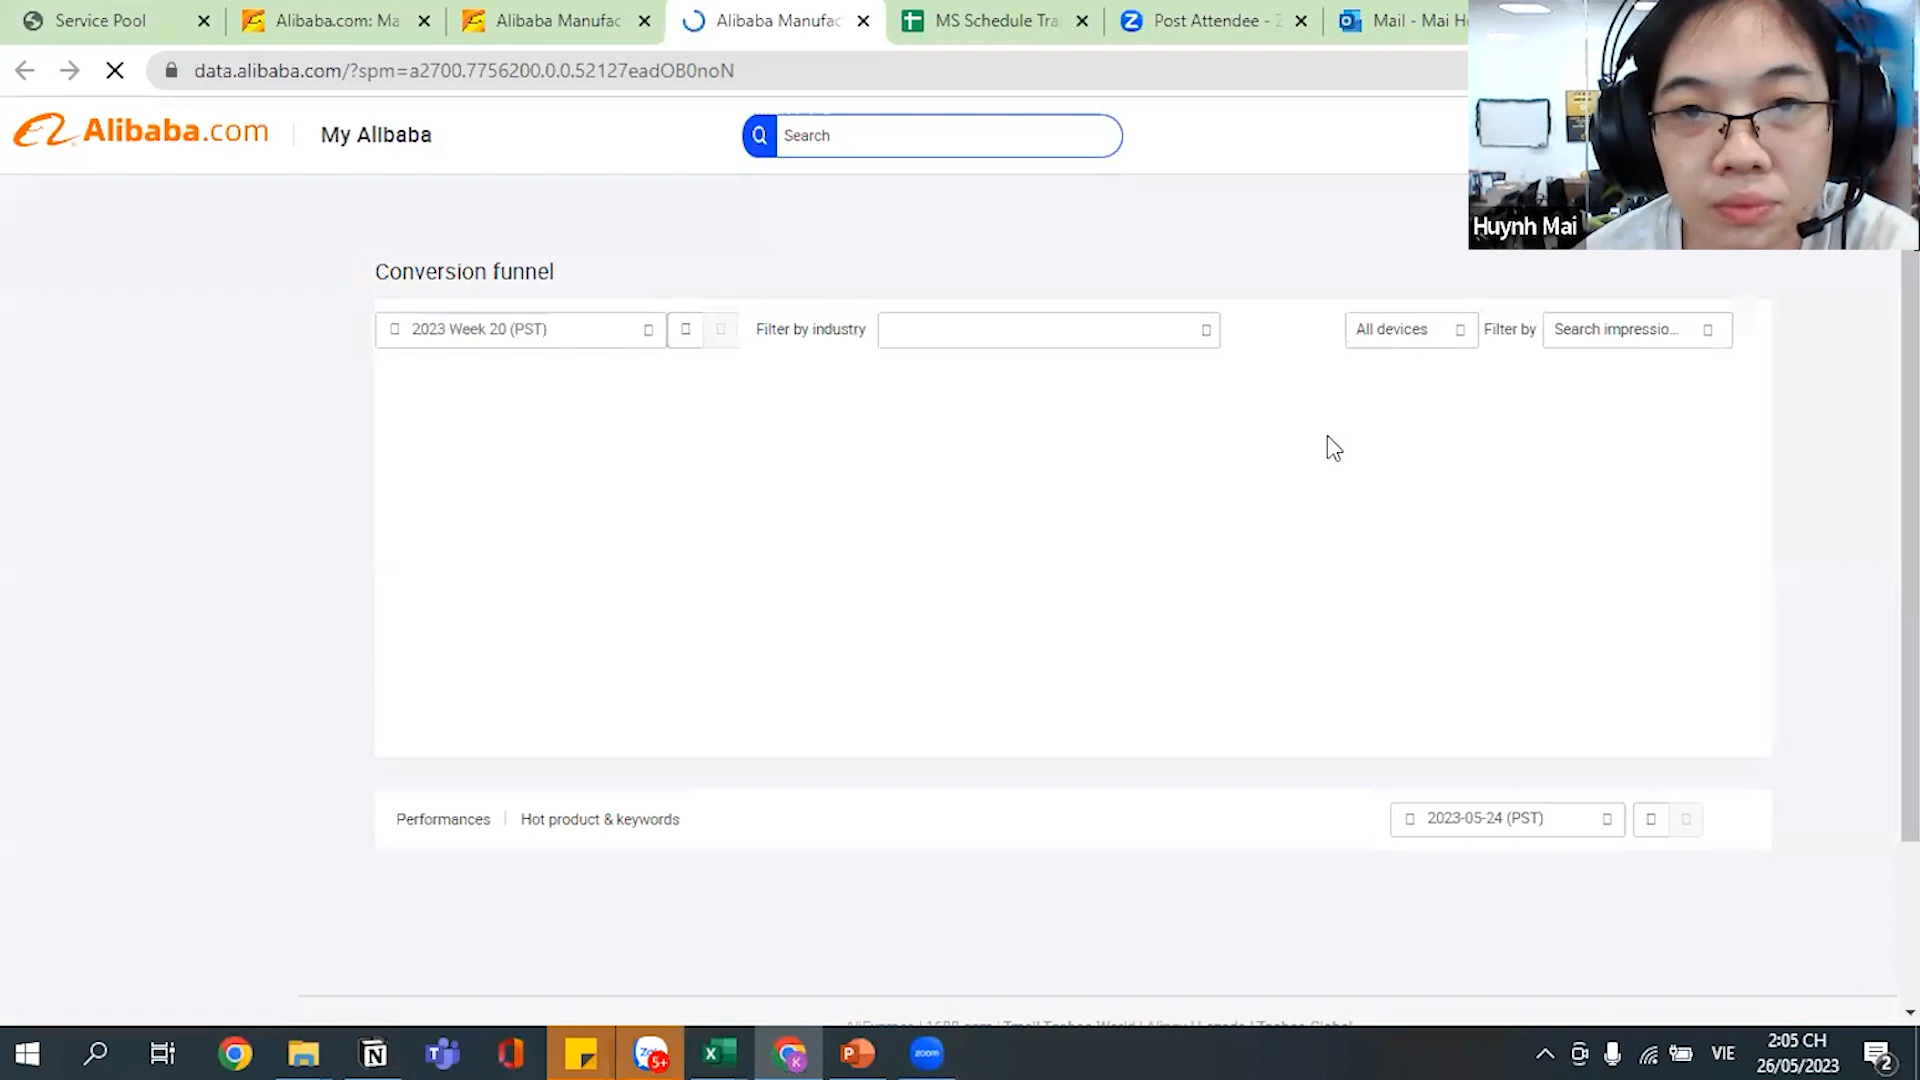 Service Pool
Alibaba.com: Ma
Alibaba Manufac
Alibaba Manufac
MS Schedule Tra
Post Attendee - Z
Mail - Mai H
data.alibaba.com/?spm=a2700.7756200.0.0.52127eadOB0noN
Alibaba.com
My Alibaba
Search
Huynh Mai
Conversion funnel
2023 Week 20 (PST)
Filter by industry
All devices
Filter by
Search impressio...
Performances
Hot product & keywords
2023-05-24 (PST)
VIE
2:05 CH
26/05/2023
2
5+
zoom